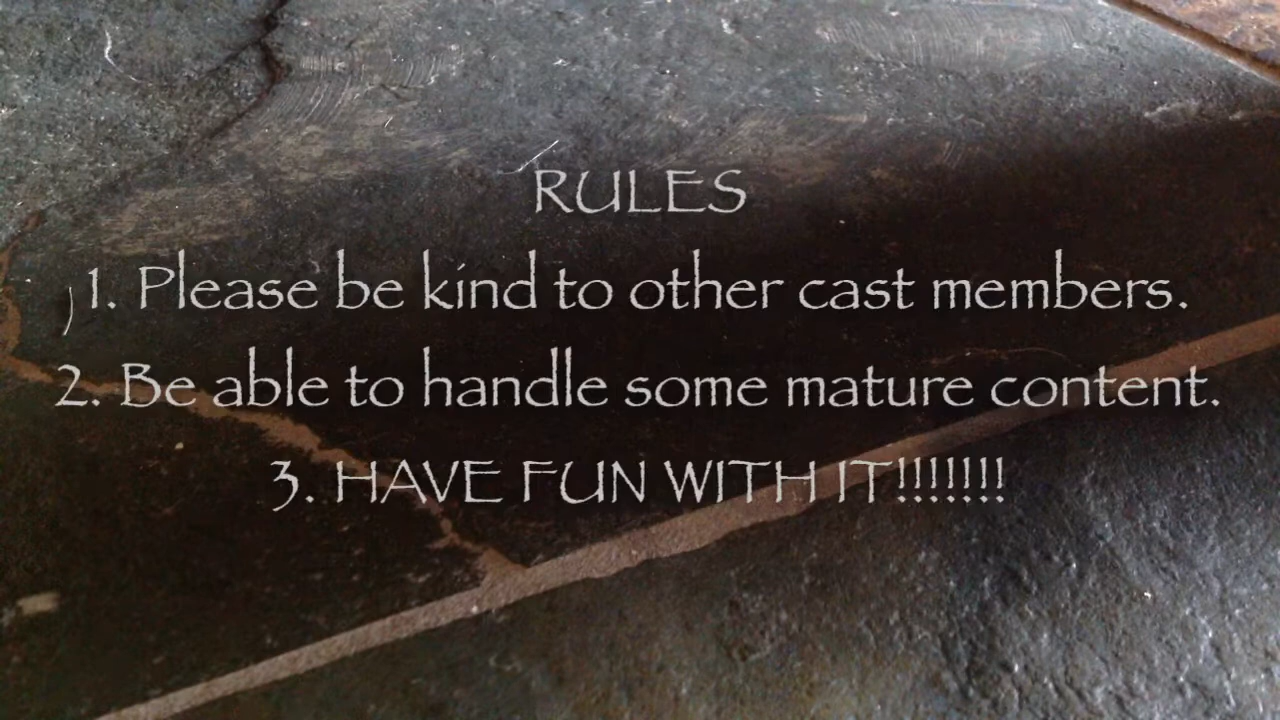 RULES
1. Please be kind to other cast members.
2. Be able to handle some mature content.
3. HAVE FUN WITH IT!!!!!!!